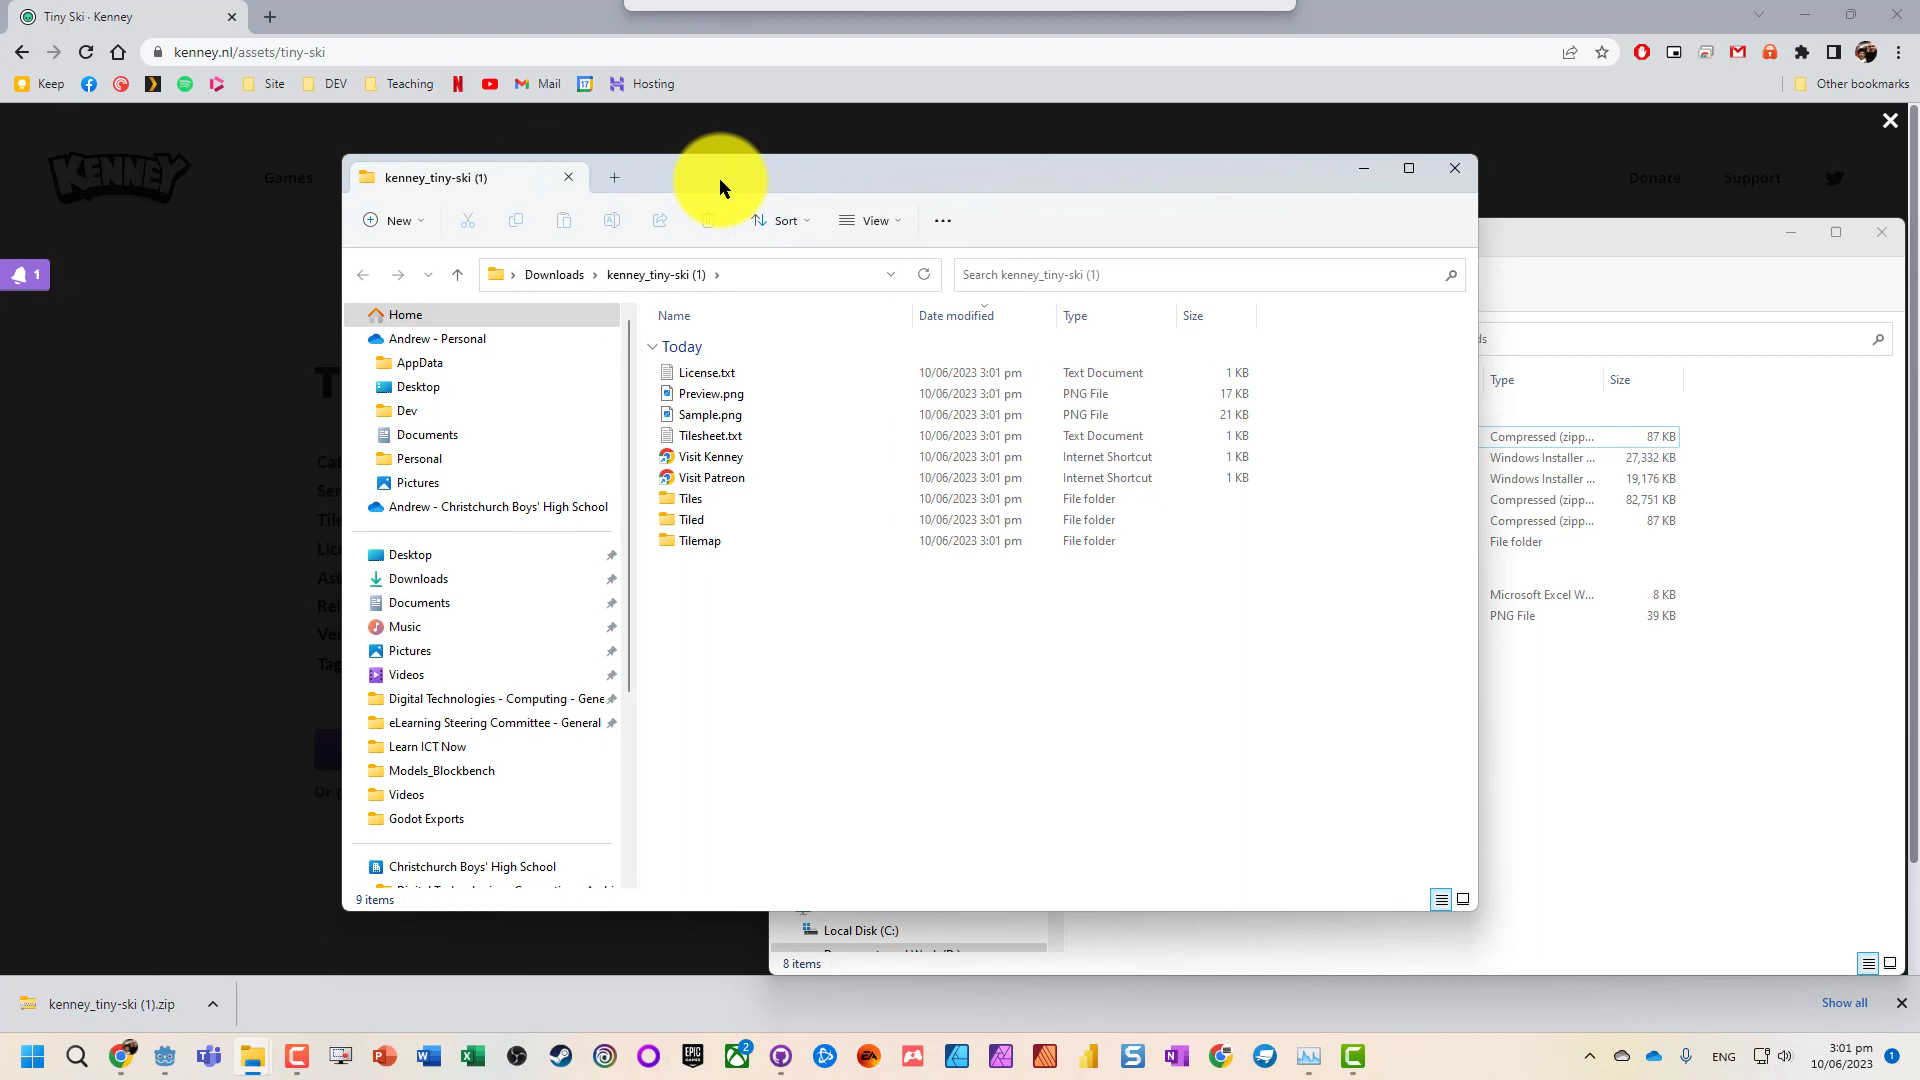 Tiny Ski · Kenney
kenney.nl/assets/tiny-ski
Keep
Site
DEV
Teaching
Mail
17
Hosting
Other bookmarks
KENNEY
Games
Donate
Support
1
kenney_tiny-ski (1)
New
Sort
View
Downloads
kenney_tiny-ski (1)
Search kenney_tiny-ski (1)
Home
Andrew - Personal
AppData
Desktop
Dev
Documents
Personal
Pictures
Andrew - Christchurch Boys' High School
Desktop
Downloads
Documents
Music
Pictures
Videos
Digital Technologies - Computing - Gene
eLearning Steering Committee - General
Learn ICT Now
Models_Blockbench
Videos
Godot Exports
Christchurch Boys' High School
Name Date modified Type Size
Today
License.txt 10/06/2023 3:01 pm Text Document 1 KB
Preview.png 10/06/2023 3:01 pm PNG File 17 KB
Sample.png 10/06/2023 3:01 pm PNG File 21 KB
Tilesheet.txt 10/06/2023 3:01 pm Text Document 1 KB
Visit Kenney 10/06/2023 3:01 pm Internet Shortcut 1 KB
Visit Patreon 10/06/2023 3:01 pm Internet Shortcut 1 KB
Tiles 10/06/2023 3:01 pm File folder
Tiled 10/06/2023 3:01 pm File folder
Tilemap 10/06/2023 3:01 pm File folder
9 items
ds
Type Size
Compressed (zipp... 87 KB
Windows Installer ... 27,332 KB
Windows Installer ... 19,176 KB
Compressed (zipp... 82,751 KB
Compressed (zipp... 87 KB
File folder
Microsoft Excel W... 8 KB
PNG File 39 KB
Local Disk (C:)
8 items
kenney_tiny-ski (1).zip
Show all
2
ENG
3:01 pm
10/06/2023
1